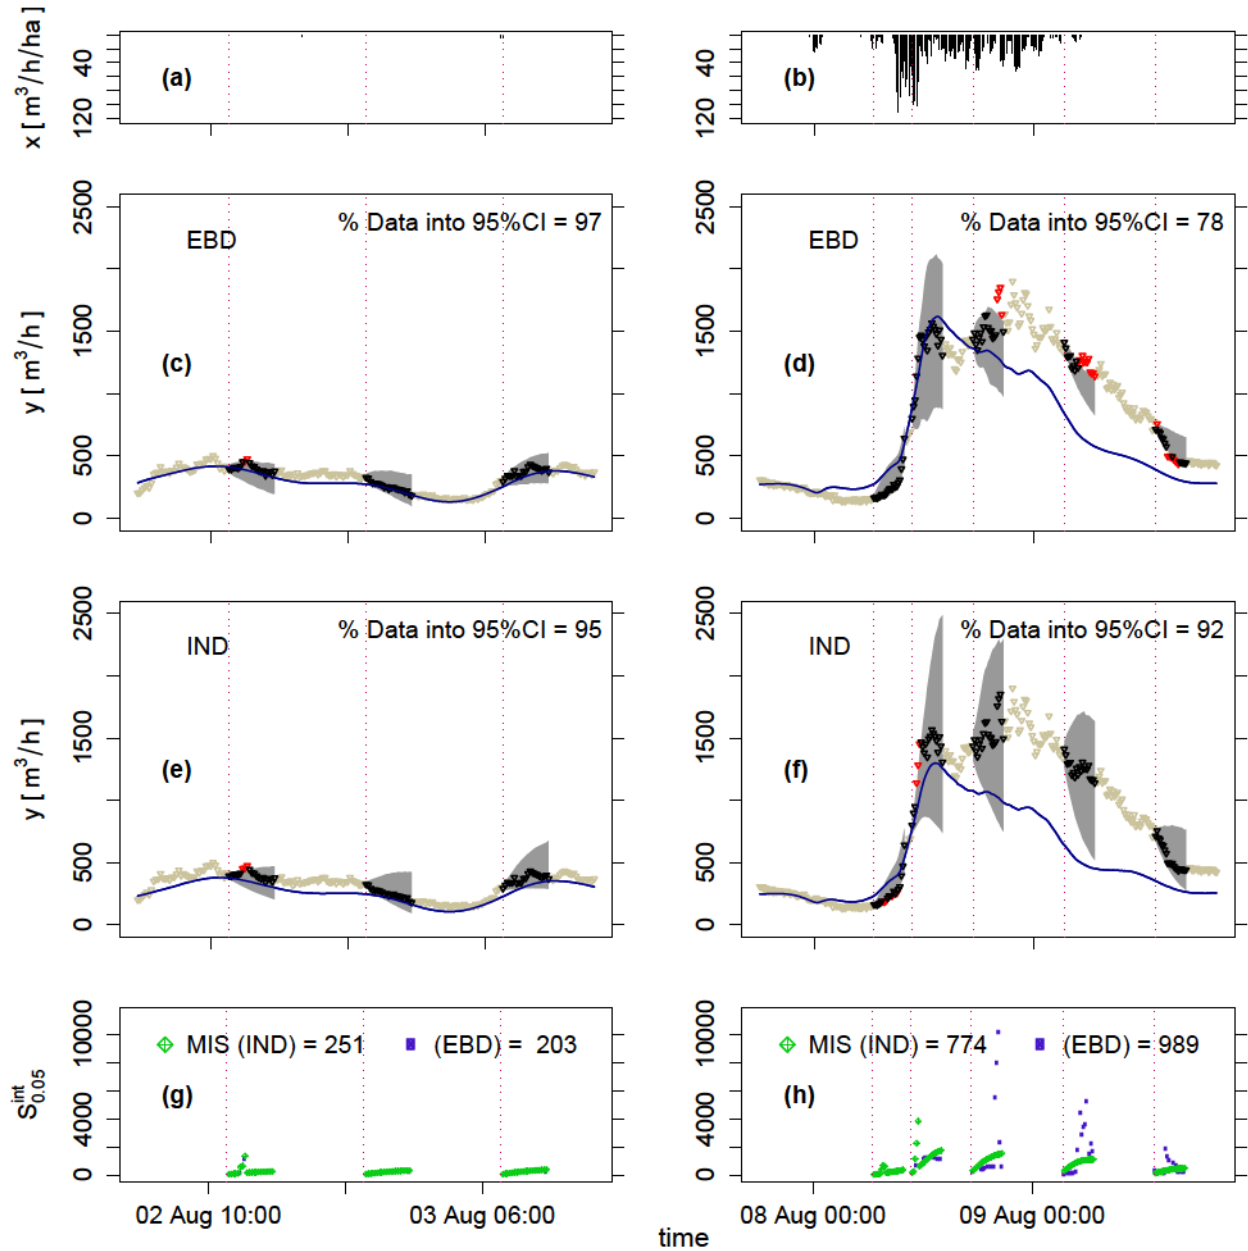 x [ m³/h/ha]
40
120
(a)
40
120
(b)
y [ m³/h]
2500
1500
500
0
EBD
% Data into 95%CI = 97
(c)
2500
1500
500
0
EBD
% Data into 95%CI = 78
(d)
y [ m³/h]
2500
1500
500
0
IND
% Data into 95%CI = 95
(e)
2500
1500
500
0
IND
% Data into 95%CI = 92
(f)
S int 0.05
10000
4000
0
MIS (IND) = 251 (EBD) = 203
(g)
10000
4000
0
MIS (IND) = 774 (EBD) = 989
(h)
02 Aug 10:00 03 Aug 06:00
08 Aug 00:00 09 Aug 00:00
time